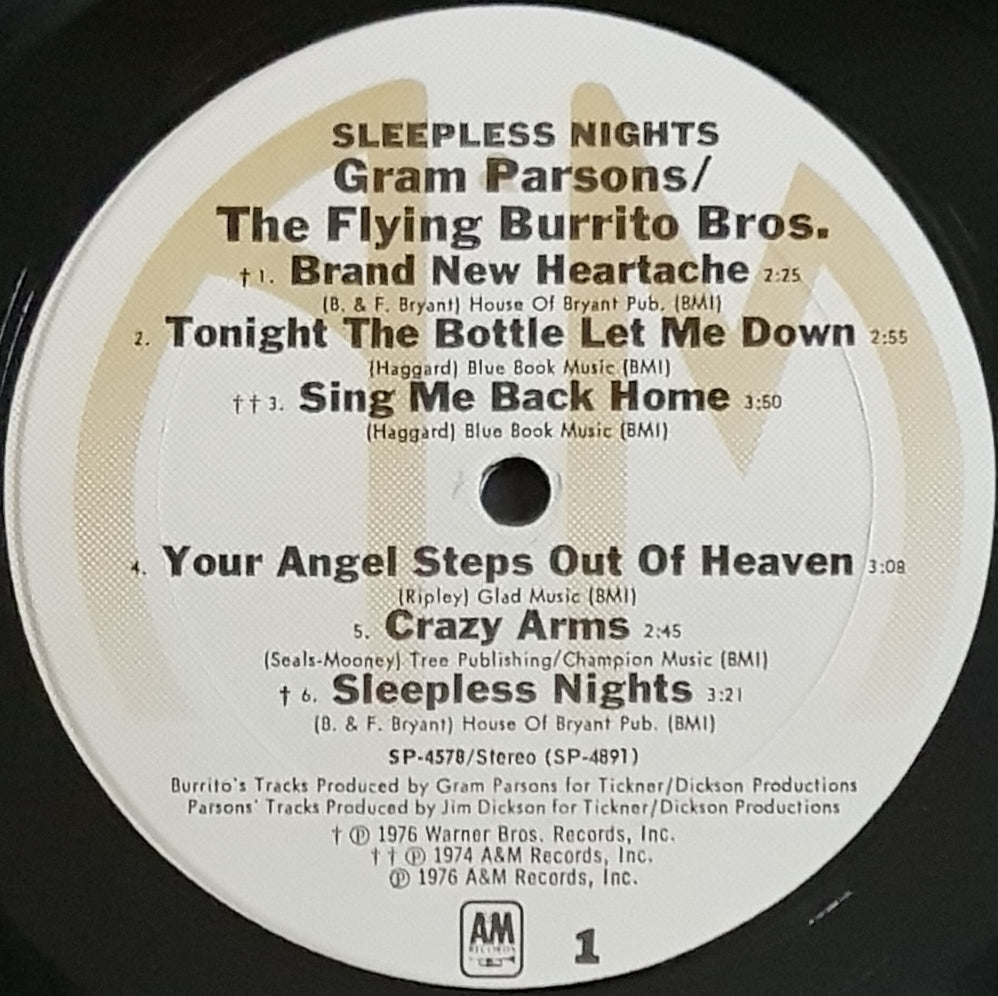 SLEEPLESS NIGHTS
Gram Parsons/
The Flying Burrito Bros.
† 1. Brand New Heartache 2:25
(B. & F. Bryant) House Of Bryant Pub. (BMI)
2. Tonight The Bottle Let Me Down 2:55
(Haggard) Blue Book Music (BMI)
†† 3. Sing Me Back Home 3:50
(Haggard) Blue Book Music (BMI)
4. Your Angel Steps Out Of Heaven 3:08
(Ripley) Glad Music (BMI)
5. Crazy Arms 2:45
(Seals-Mooney) Tree Publishing/Champion Music (BMI)
† 6. Sleepless Nights 3:21
(B. & F. Bryant) House Of Bryant Pub. (BMI)
SP-4578/Stereo (SP-4891)
Burrito's Tracks Produced by Gram Parsons for Tickner/Dickson Productions
Parsons' Tracks Produced by Jim Dickson for Tickner/Dickson Productions
† ℗ 1976 Warner Bros. Records, Inc.
†† ℗ 1974 A&M Records, Inc.
℗ 1976 A&M Records, Inc.
AM
RECORDS
1